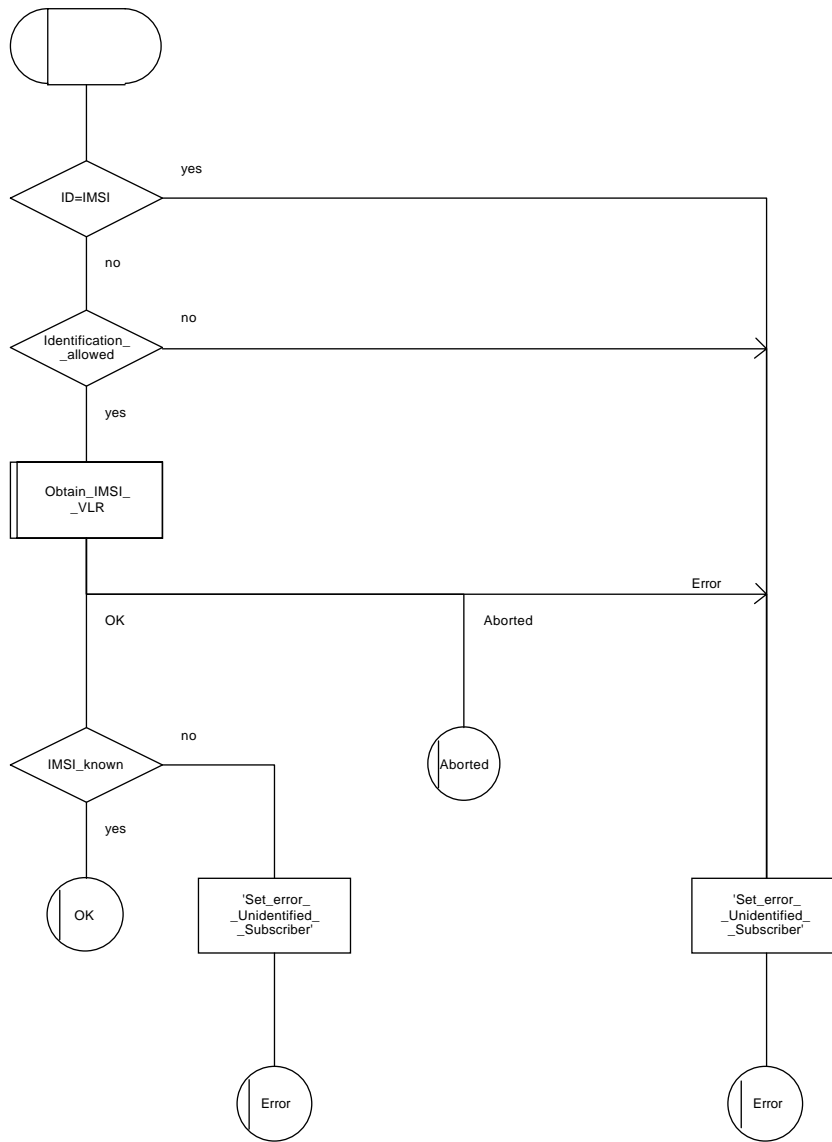 yes
ID=IMSI
no
no
Identification_
_allowed
yes
Obtain_IMSI_
_VLR
Error
OK
Aborted
no
IMSI_known
Aborted
yes
OK
'Set_error_
_Unidentified_
_Subscriber'
'Set_error_
_Unidentified_
_Subscriber'
Error
Error